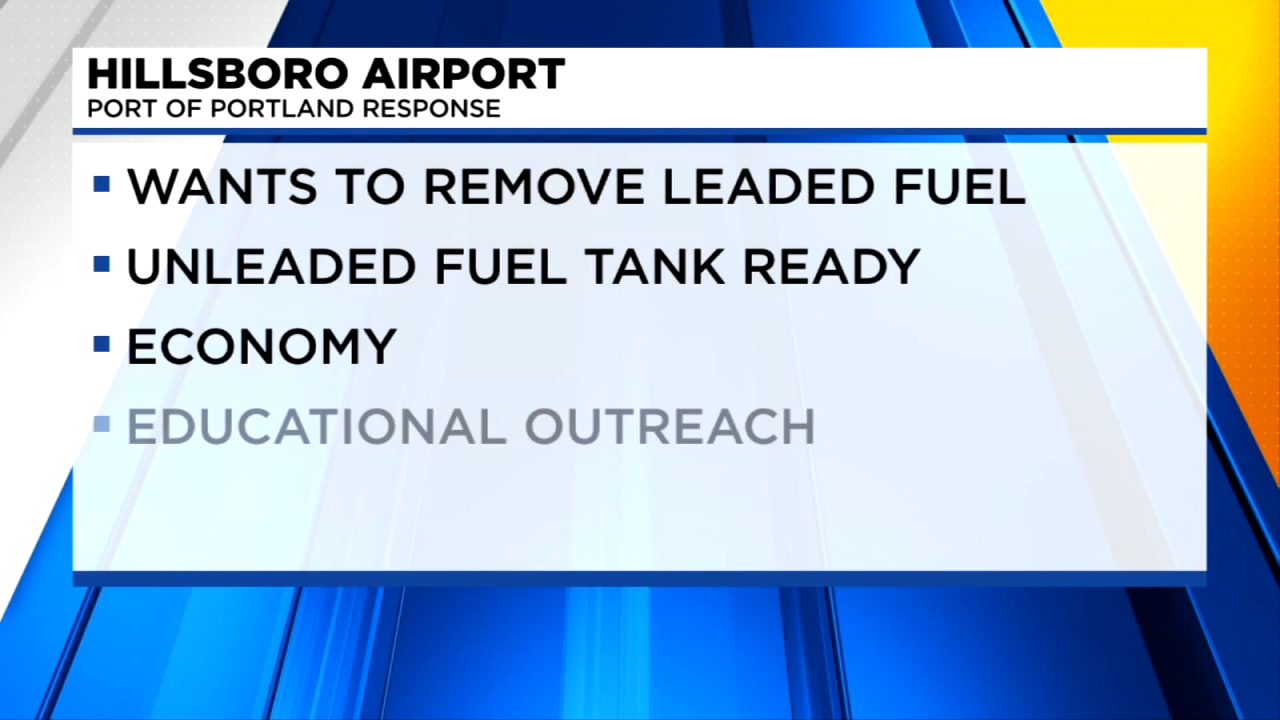 HILLSBORO AIRPORT
PORT OF PORTLAND RESPONSE
WANTS TO REMOVE LEADED FUEL
UNLEADED FUEL TANK READY
ECONOMY
EDUCATIONAL OUTREACH